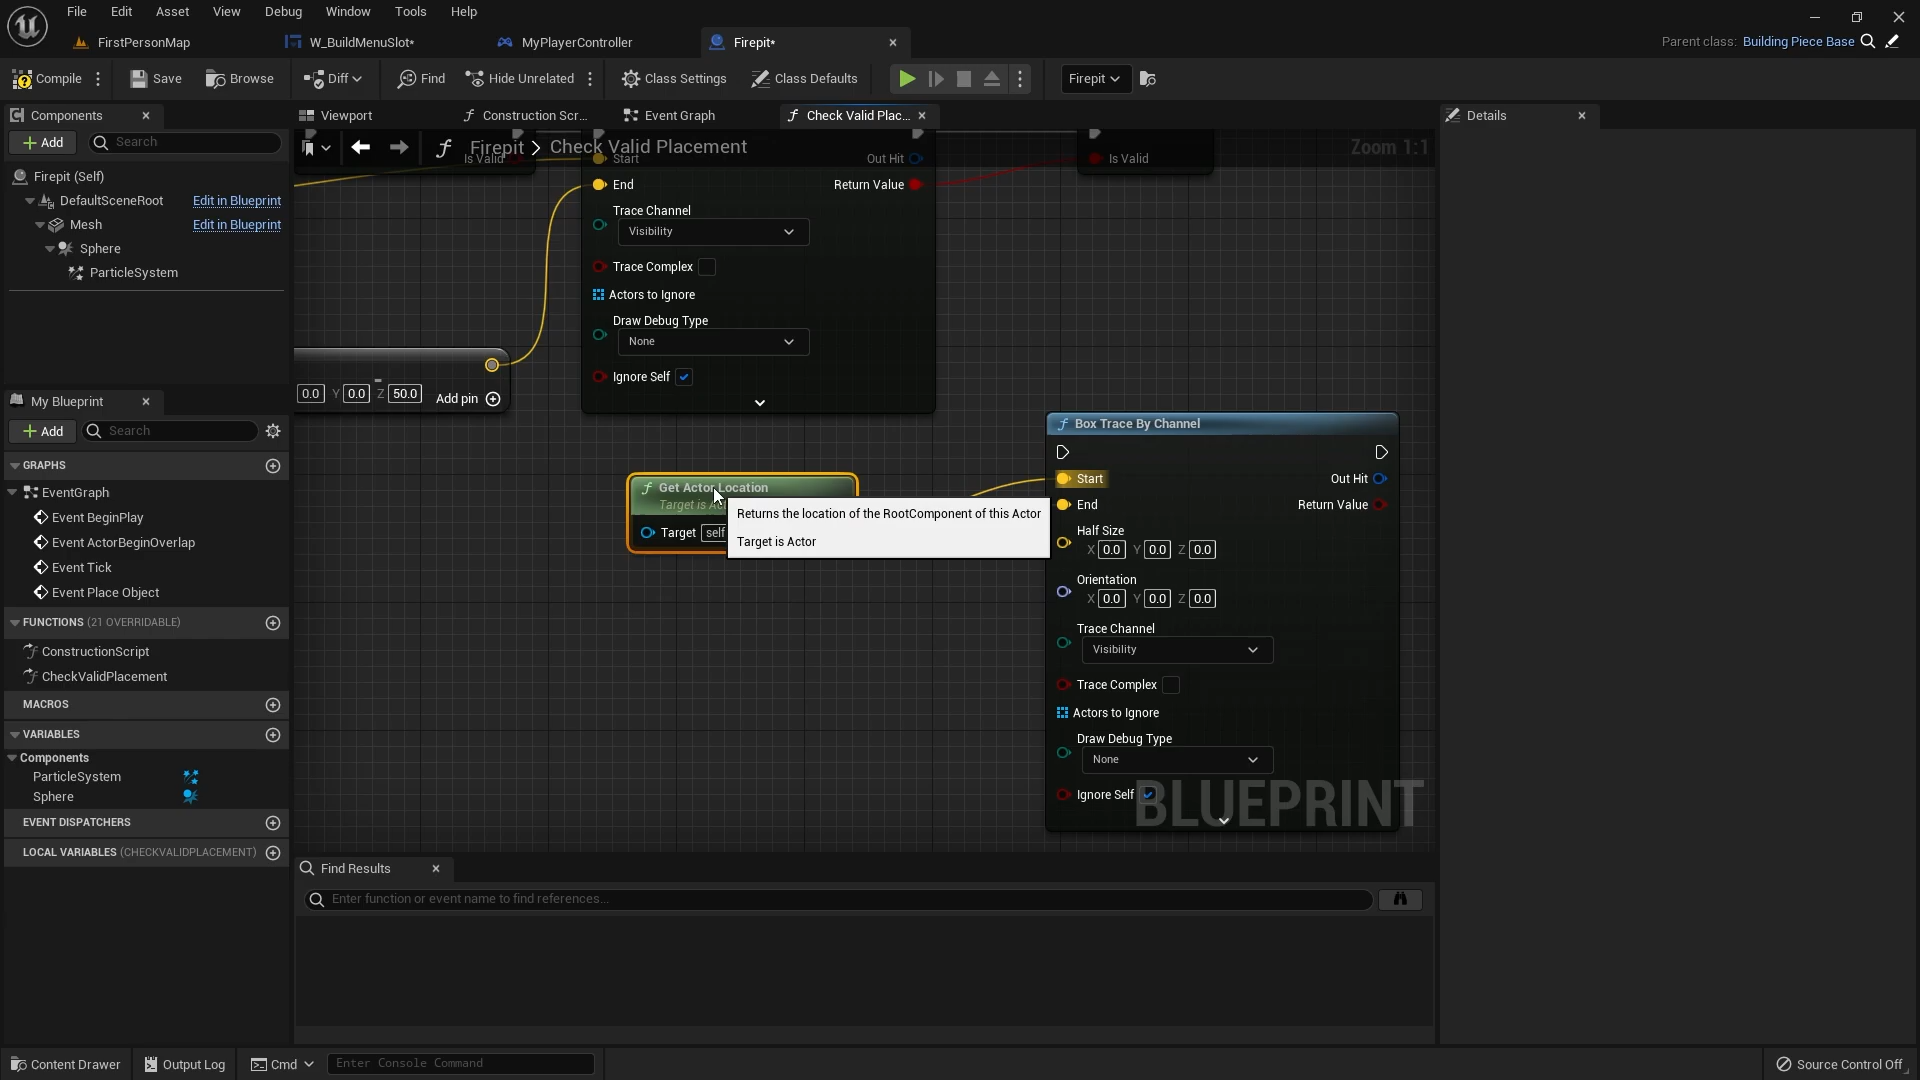 File Edit Asset View Debug Window Tools Help
FirstPersonMap W_BuildMenuSlot* MyPlayerController Firepit* Parent class: Building Piece Base
Compile Save Browse Diff Find Hide Unrelated Class Settings Class Defaults Firepit
Components
Add Search
Firepit (Self)
DefaultSceneRoot Edit in Blueprint
Mesh Edit in Blueprint
Sphere
ParticleSystem
My Blueprint
Add Search
GRAPHS
EventGraph
Event BeginPlay
Event ActorBeginOverlap
Event Tick
Event Place Object
FUNCTIONS (21 OVERRIDABLE)
ConstructionScript
CheckValidPlacement
MACROS
VARIABLES
Components
ParticleSystem
Sphere
EVENT DISPATCHERS
LOCAL VARIABLES (CHECKVALIDPLACEMENT)
Viewport Construction Scr... Event Graph Check Valid Plac...
Firepit > Check Valid Placement Zoom 1:1
Is Valid Start Out Hit Is Valid
End Return Value
Trace Channel
Visibility
Trace Complex
Actors to Ignore
Draw Debug Type
None
Ignore Self
0.0 Y 0.0 Z 50.0 Add pin
Get Actor Location
Target is Ac
Target self
Returns the location of the RootComponent of this Actor
Target is Actor
Box Trace By Channel
Start Out Hit
End Return Value
Half Size
X 0.0 Y 0.0 Z 0.0
Orientation
X 0.0 Y 0.0 Z 0.0
Trace Channel
Visibility
Trace Complex
Actors to Ignore
Draw Debug Type
None
Ignore Self
BLUEPRINT
Find Results
Enter function or event name to find references...
Details
Content Drawer Output Log Cmd Enter Console Command Source Control Off